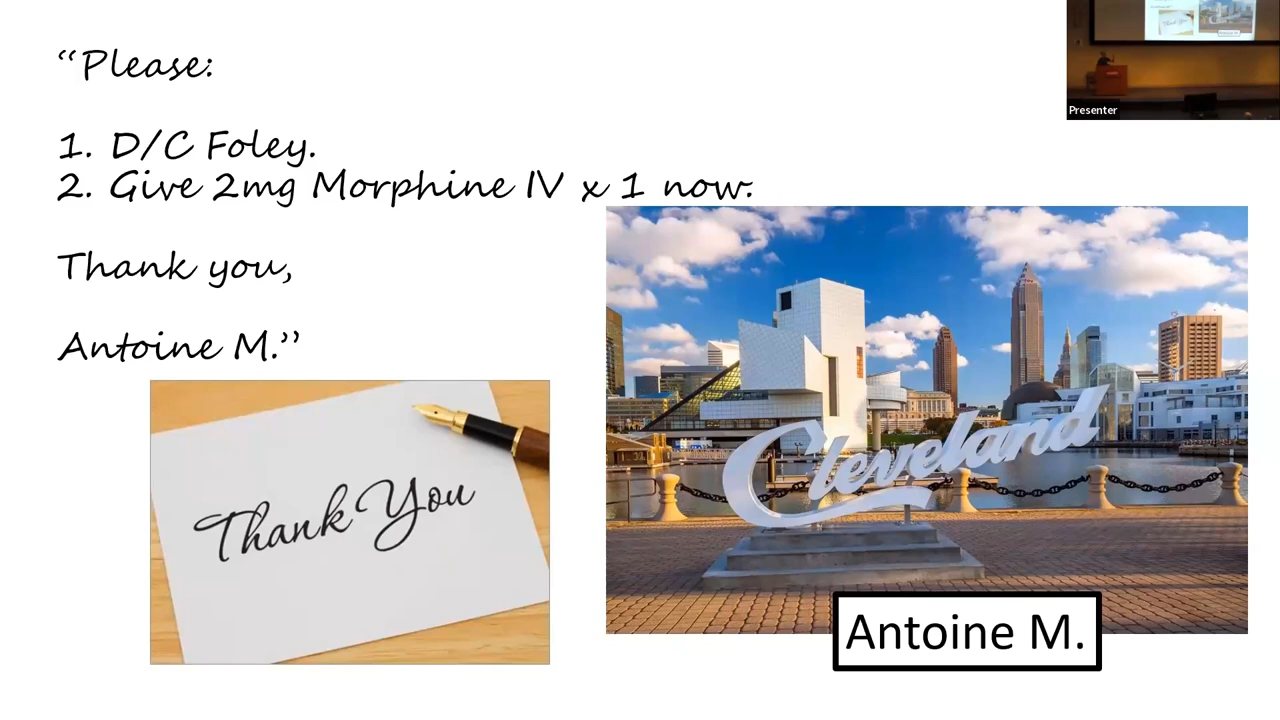 “Please:
1. D/C Foley.
2. Give 2mg Morphine IV x 1 now.
Thank you,
Antoine M.”
Thank You
Cleveland
Antoine M.
Presenter